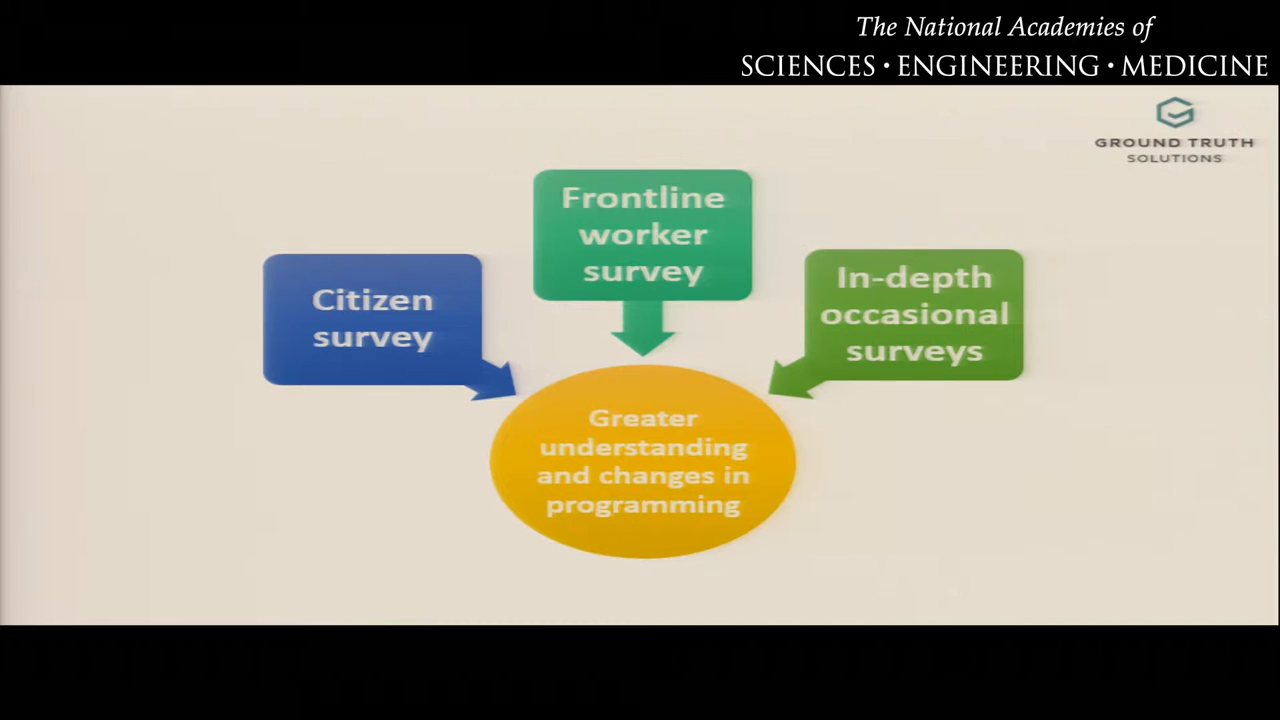 The National Academies of
SCIENCES · ENGINEERING · MEDICINE
GROUND TRUTH
SOLUTIONS
Frontline
worker
survey
Citizen
survey
In-depth
occasional
surveys
Greater
understanding
and changes in
programming